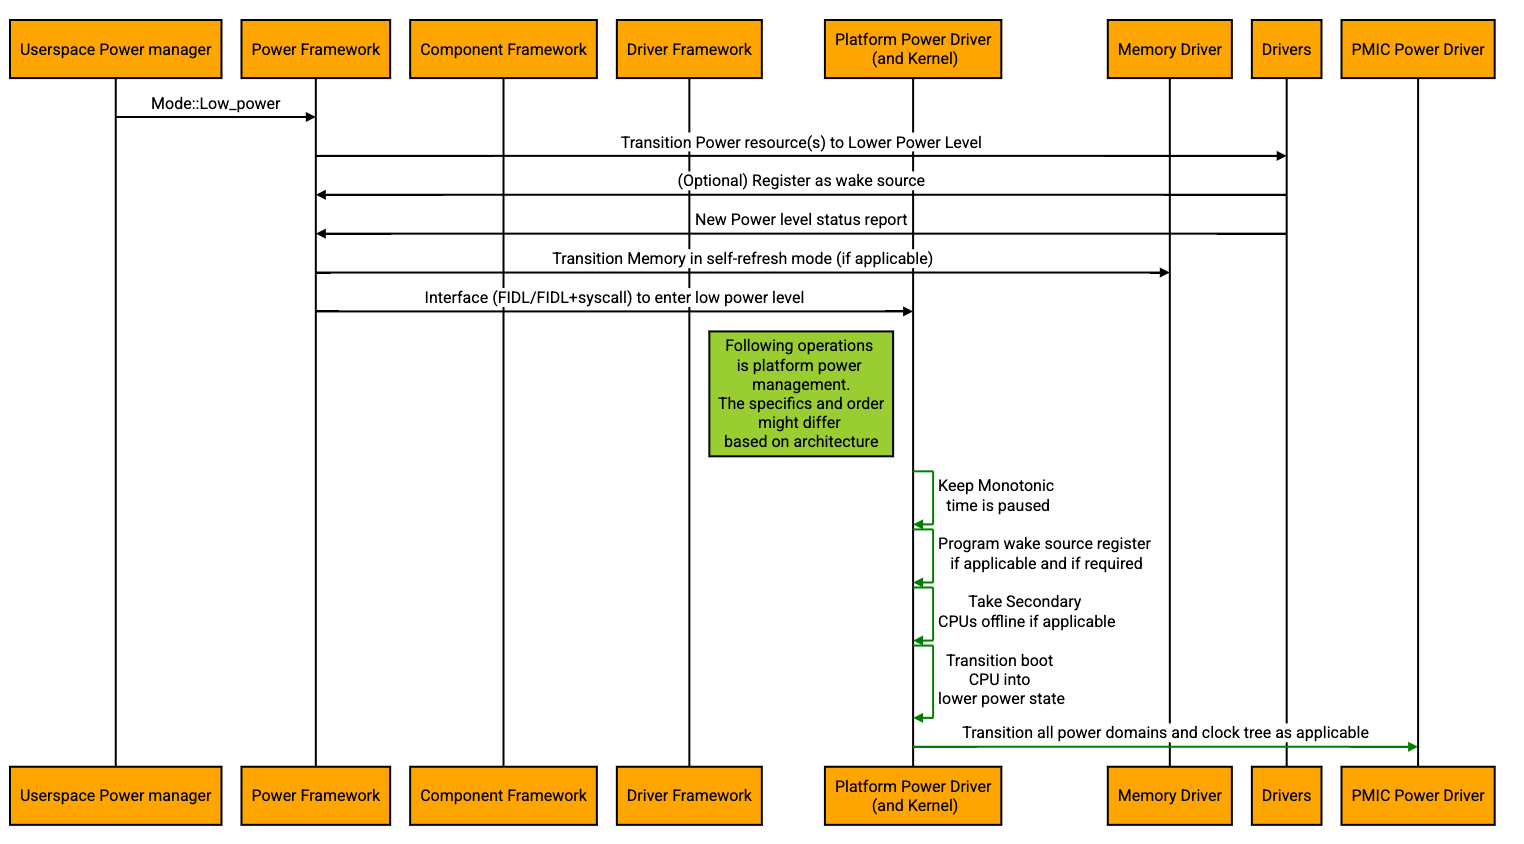 Userspace Power manager
Power Framework
Component Framework
Driver Framework
Platform Power Driver
(and Kernel)
Memory Driver
Drivers
PMIC Power Driver
Mode::Low_power
Transition Power resource(s) to Lower Power Level
(Optional) Register as wake source
New Power level status report
Transition Memory in self-refresh mode (if applicable)
Interface (FIDL/FIDL+syscall) to enter low power level
Following operations
is platform power
management.
The specifics and order
might differ
based on architecture
Keep Monotonic
time is paused
Program wake source register
if applicable and if required
Take Secondary
CPUs offline if applicable
Transition boot
CPU into
lower power state
Transition all power domains and clock tree as applicable
Userspace Power manager
Power Framework
Component Framework
Driver Framework
Platform Power Driver
(and Kernel)
Memory Driver
Drivers
PMIC Power Driver